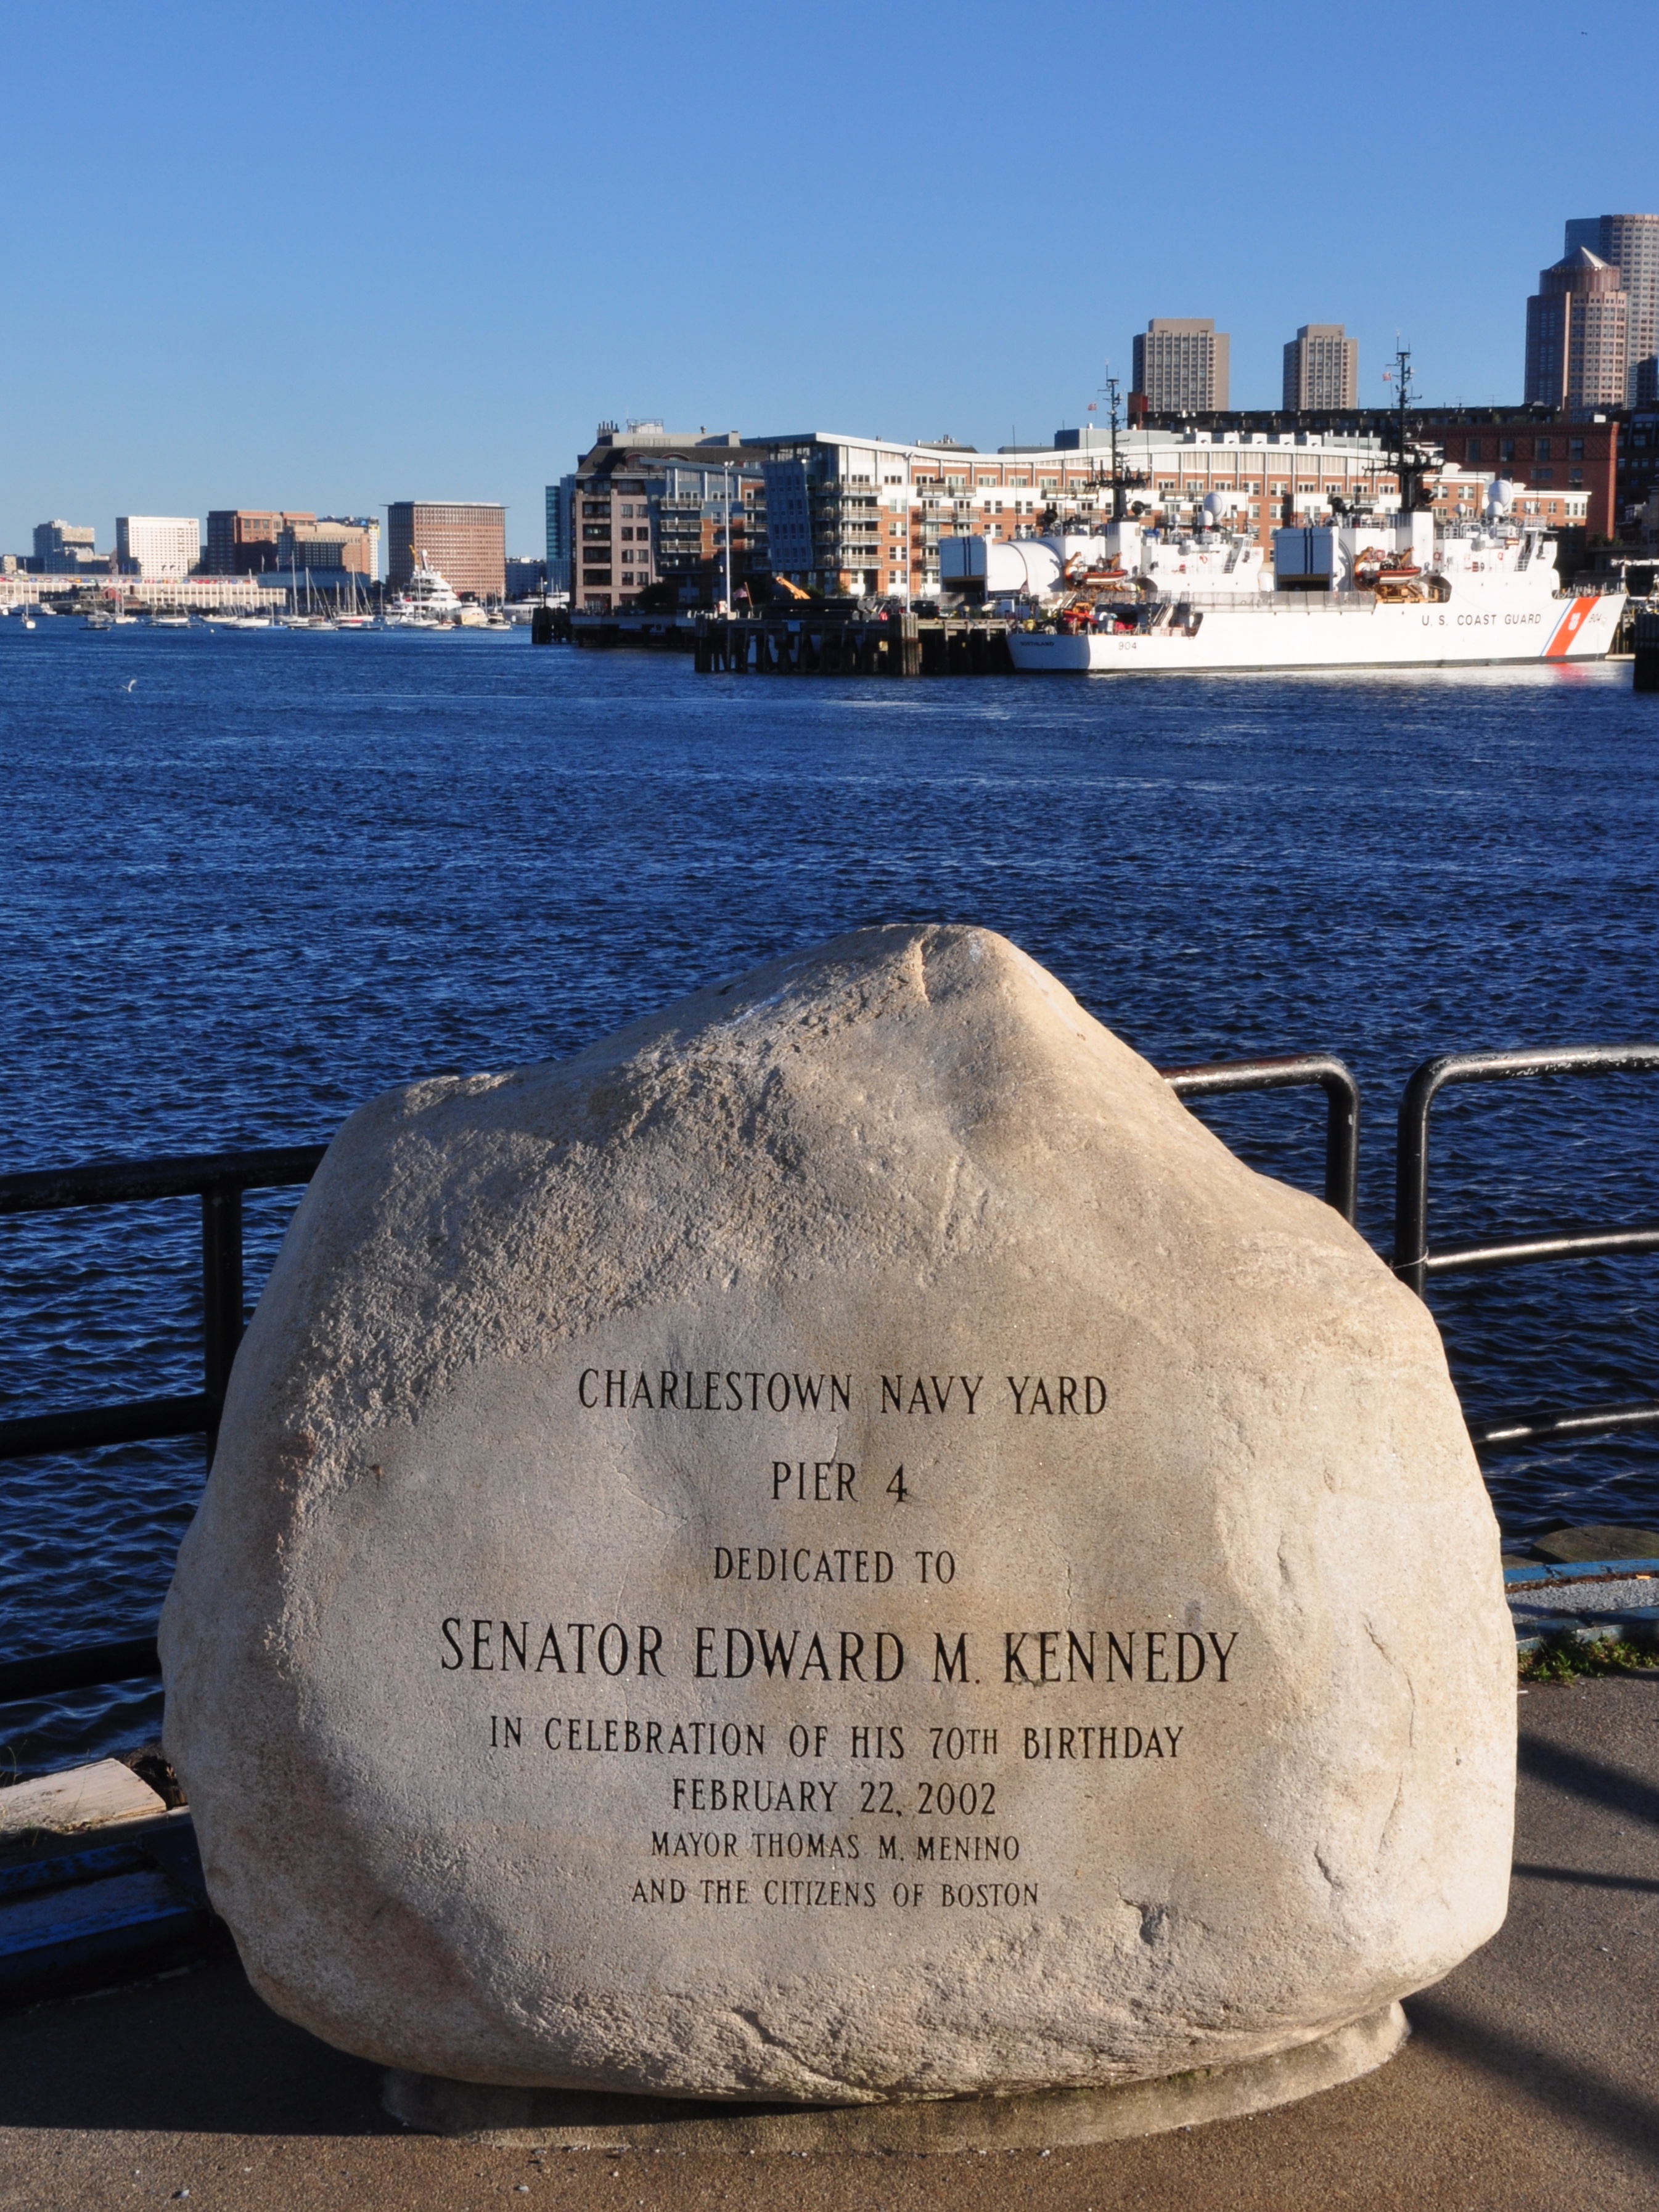 U. S. COAST GUARD
904
904
CHARLESTOWN NAVY YARD
PIER 4
DEDICATED TO
SENATOR EDWARD M. KENNEDY
IN CELEBRATION OF HIS 70TH BIRTHDAY
FEBRUARY 22, 2002
MAYOR THOMAS M. MENINO
AND THE CITIZENS OF BOSTON